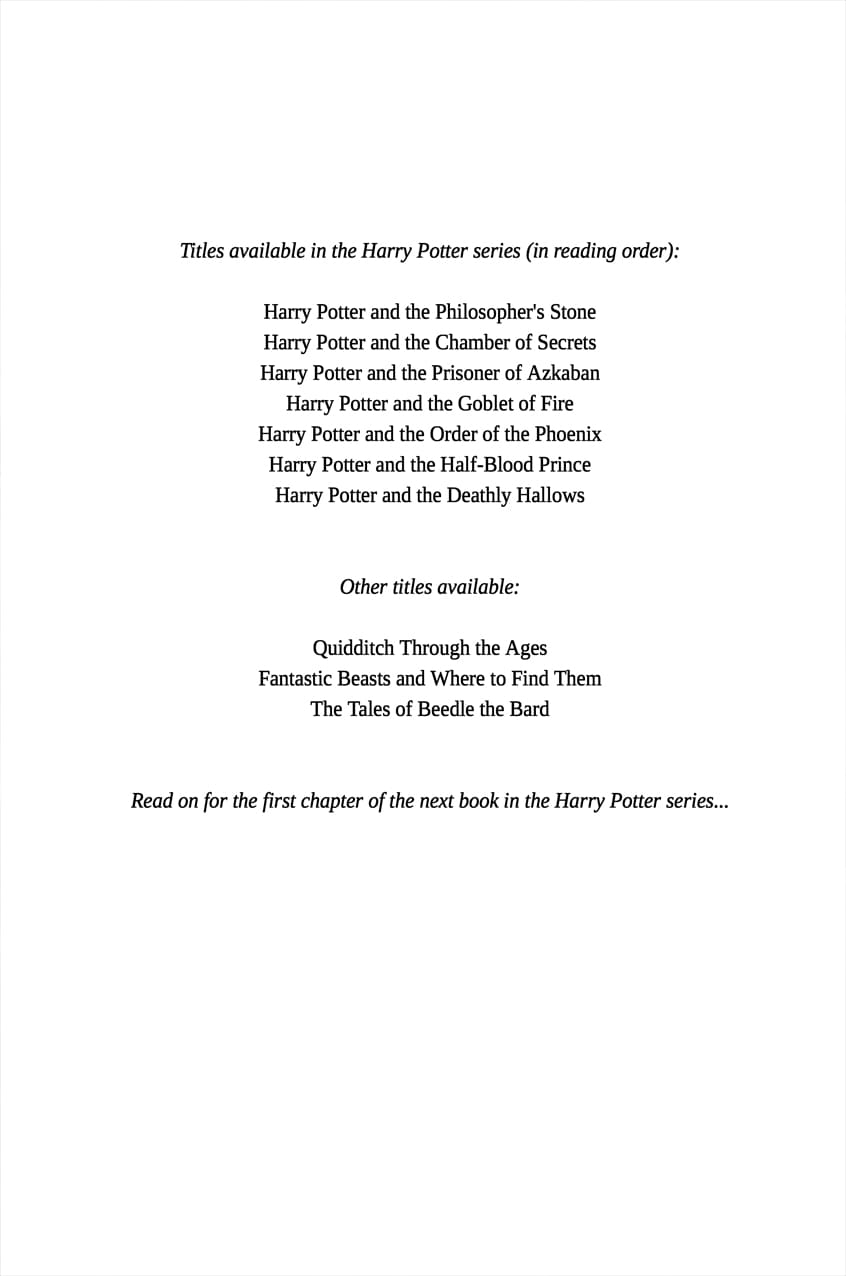 Titles available in the Harry Potter series (in reading order):
Harry Potter and the Philosopher's Stone
Harry Potter and the Chamber of Secrets
Harry Potter and the Prisoner of Azkaban
Harry Potter and the Goblet of Fire
Harry Potter and the Order of the Phoenix
Harry Potter and the Half-Blood Prince
Harry Potter and the Deathly Hallows
Other titles available:
Quidditch Through the Ages
Fantastic Beasts and Where to Find Them
The Tales of Beedle the Bard
Read on for the first chapter of the next book in the Harry Potter series...